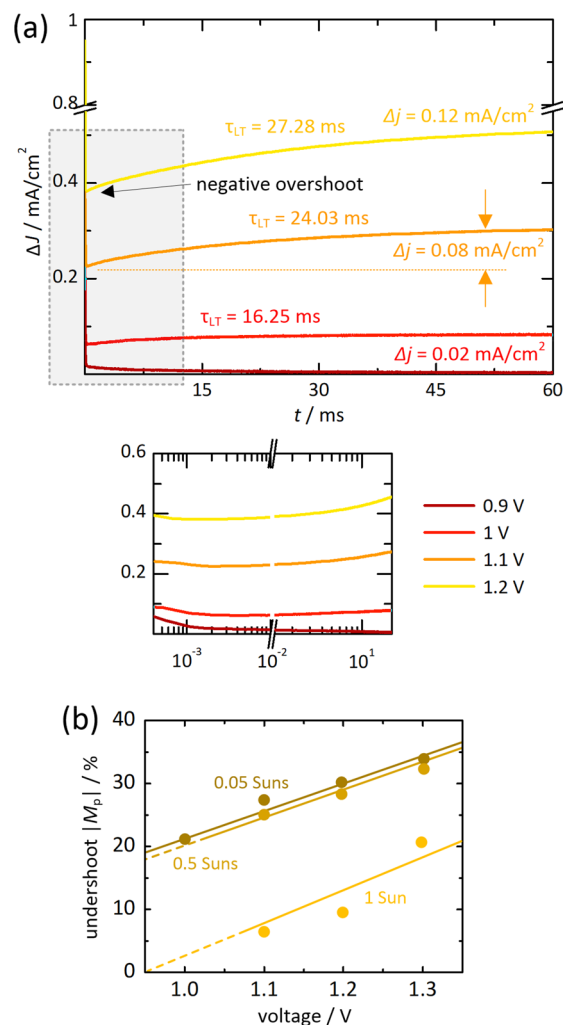 (a)
1
0.8
0.4
0.2
ΔJ / mA/cm²
τLT = 27.28 ms
Δj = 0.12 mA/cm²
negative overshoot
τLT = 24.03 ms
Δj = 0.08 mA/cm²
τLT = 16.25 ms
Δj = 0.02 mA/cm²
15 30 45 60
t / ms
0.6
0.4
0.2
10⁻³ 10⁻² 10¹
0.9 V
1 V
1.1 V
1.2 V
(b)
40
30
20
10
0
undershoot |Mp| / %
0.05 Suns
0.5 Suns
1 Sun
1.0 1.1 1.2 1.3
voltage / V